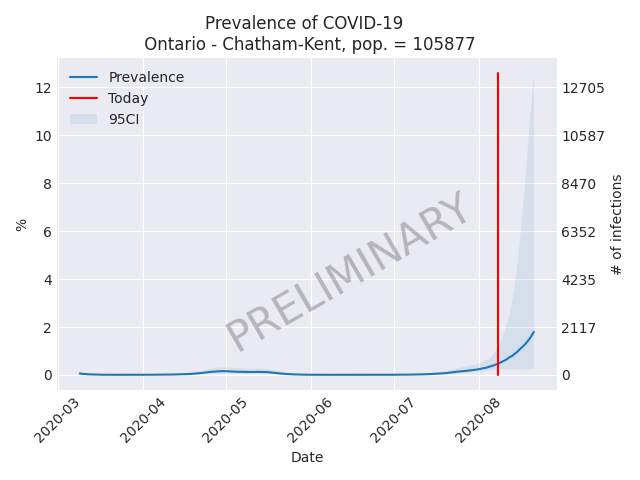 Prevalence of COVID-19
Ontario - Chatham-Kent, pop. = 105877
Prevalence
Today
95CI
12
10
8
6
4
2
0
%
12705
10587
8470
6352
4235
2117
0
# of infections
PRELIMINARY
2020-03
2020-04
2020-05
2020-06
2020-07
2020-08
Date